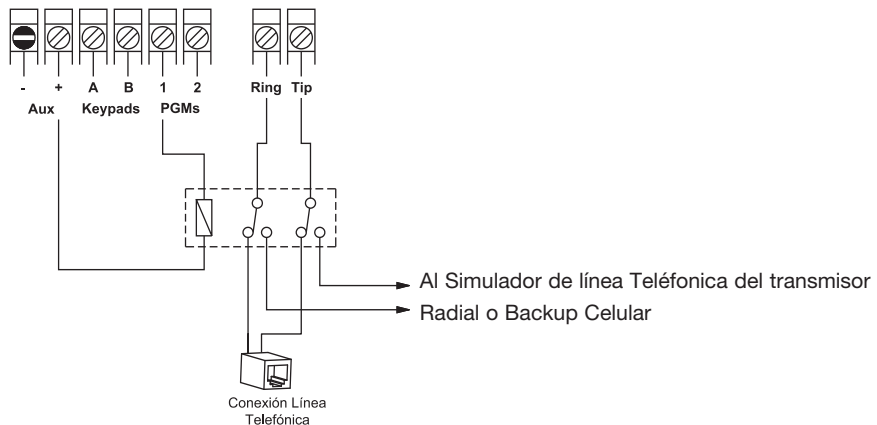 - + A B 1 2 Ring Tip
Aux Keypads PGMs
Al Simulador de línea Teléfonica del transmisor
Radial o Backup Celular
Conexión Línea
Telefónica